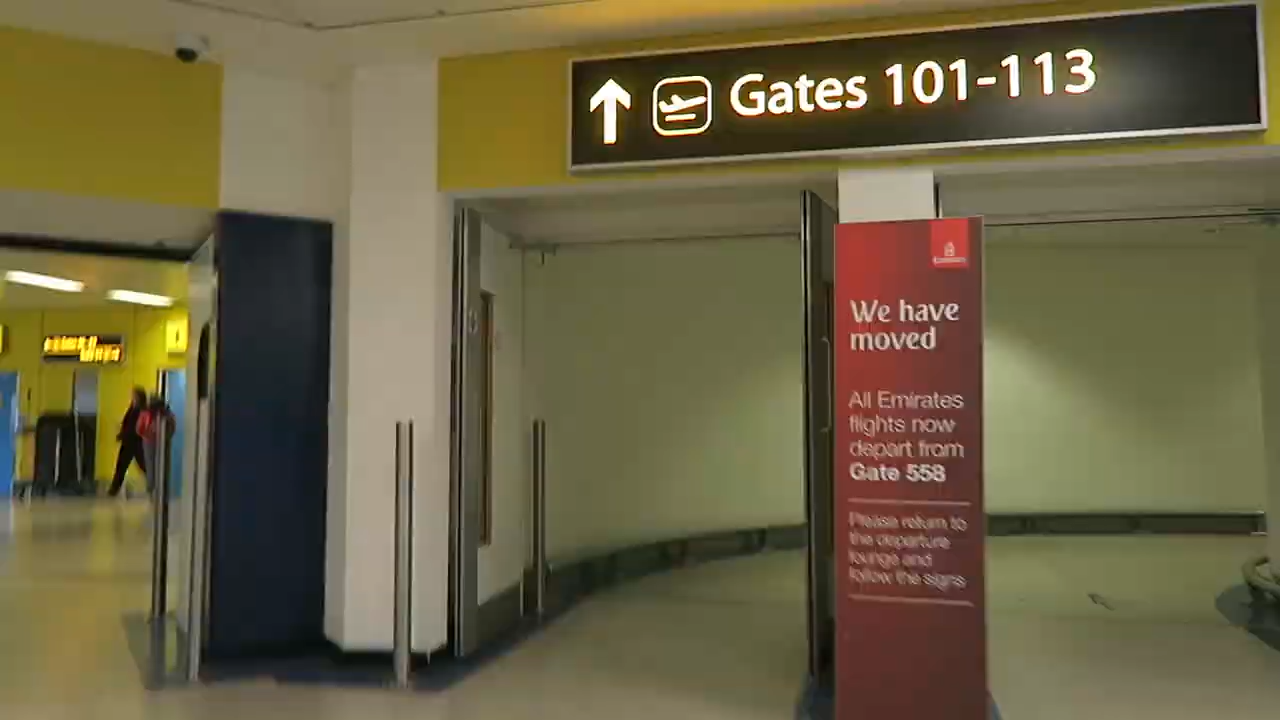 Gates 101-113
Emirates
We have
moved
All Emirates
flights now
depart from
Gate 558
Please return to
the departure
lounge and
follow the signs